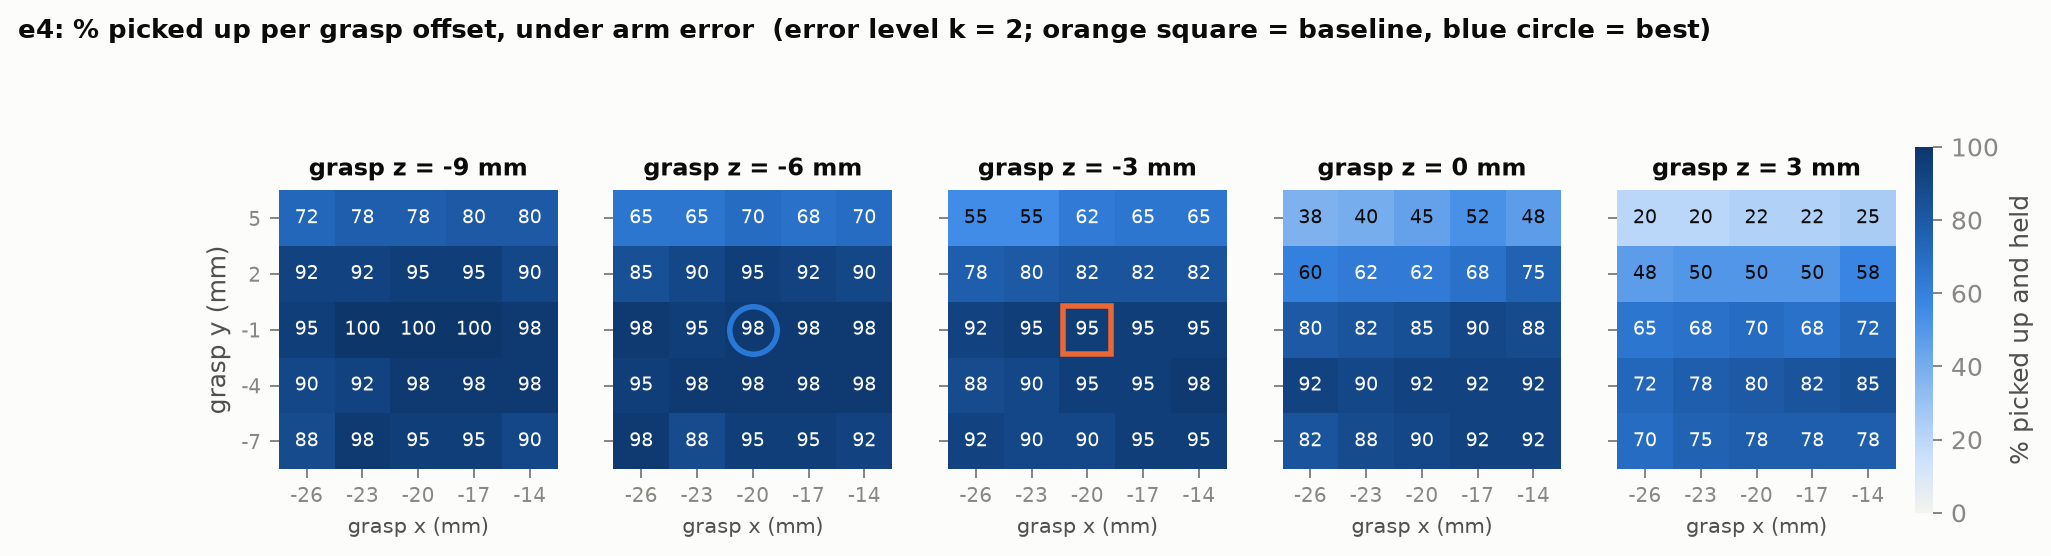 e4: % picked up per grasp offset, under arm error  (error level k = 2; orange square = baseline, blue circle = best)
grasp z = -9 mm
grasp z = -6 mm
grasp z = -3 mm
grasp z = 0 mm
grasp z = 3 mm
grasp y (mm)
5 72 78 78 80 80 65 65 70 68 70 55 55 62 65 65 38 40 45 52 48 20 20 22 22 25
2 92 92 95 95 90 85 90 95 92 90 78 80 82 82 82 60 62 62 68 75 48 50 50 50 58
-1 95 100 100 100 98 98 95 98 98 98 92 95 95 95 95 80 82 85 90 88 65 68 70 68 72
-4 90 92 98 98 98 95 98 98 98 98 88 90 95 95 98 92 90 92 92 92 72 78 80 82 85
-7 88 98 95 95 90 98 88 95 95 92 92 90 90 95 95 82 88 90 92 92 70 75 78 78 78
-26 -23 -20 -17 -14 -26 -23 -20 -17 -14 -26 -23 -20 -17 -14 -26 -23 -20 -17 -14 -26 -23 -20 -17 -14
grasp x (mm)
grasp x (mm)
grasp x (mm)
grasp x (mm)
grasp x (mm)
100
80
60
40
20
0
% picked up and held